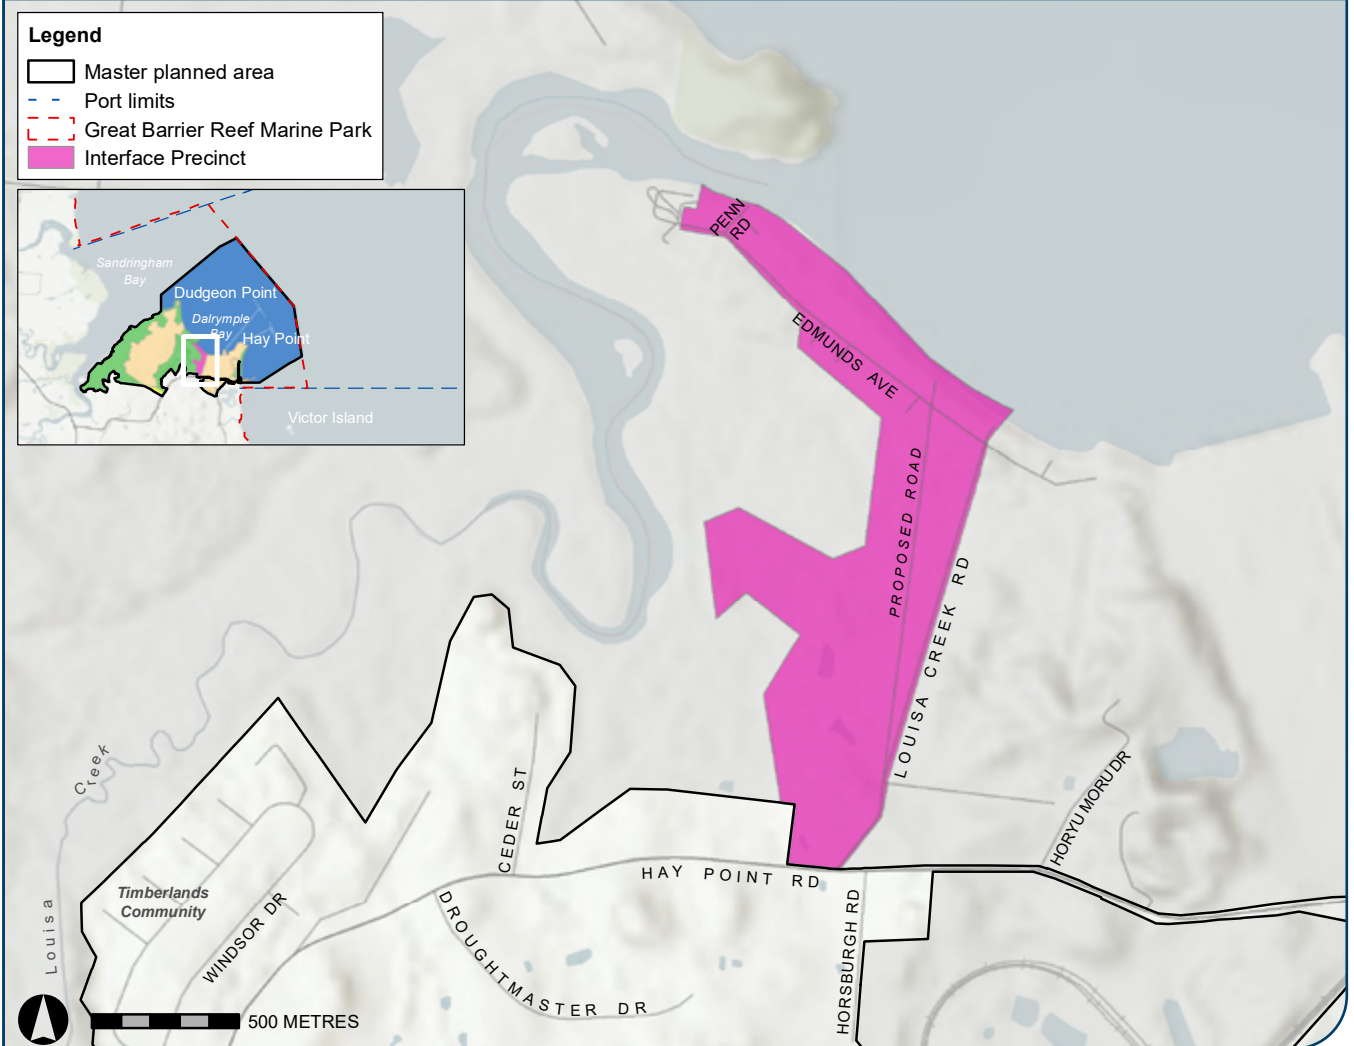 Legend
Master planned area
Port limits
Great Barrier Reef Marine Park
Interface Precinct
Sandringham
Bay
Dudgeon Point
Dalrymple
Bay
Hay Point
Victor Island
PENN
RD
EDMUNDS AVE
PROPOSED ROAD
LOUISA CREEK RD
HORYU MORU DR
CEDER ST
HAY POINT RD
Creek
Louisa
Timberlands
Community
WINDSOR DR
DROUGHTMASTER DR
HORSBURGH RD
500 METRES